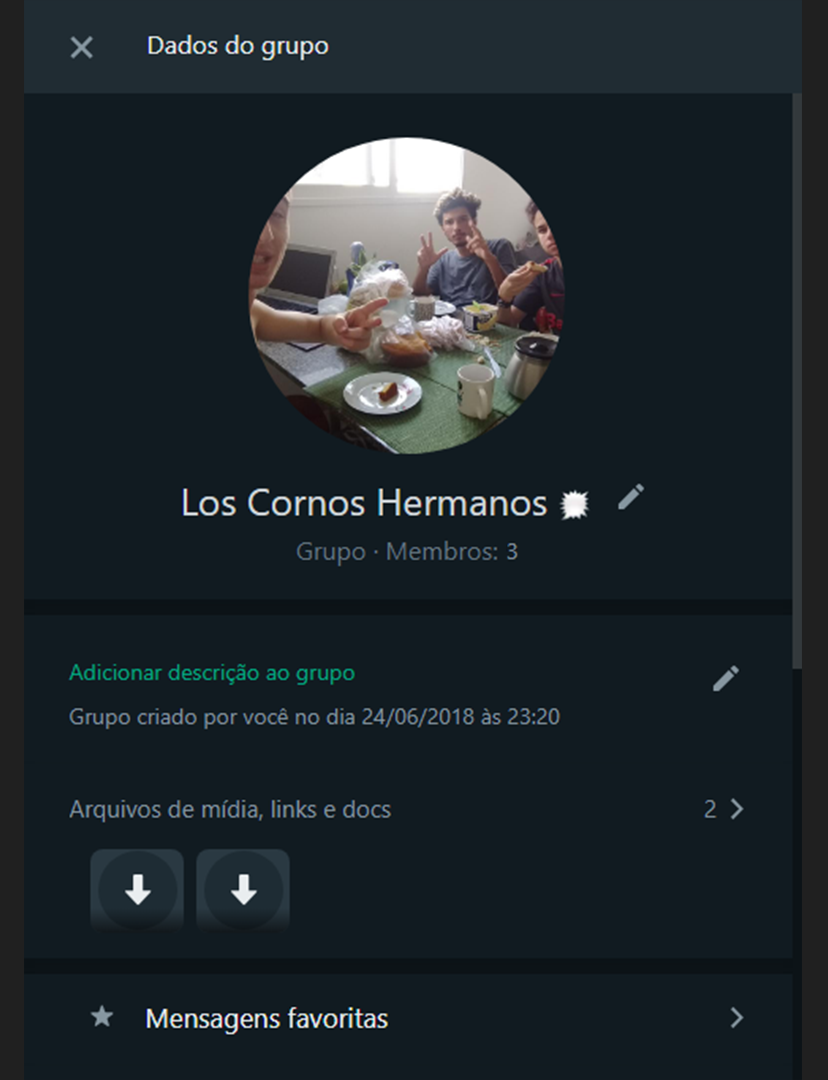 Dados do grupo
Los Cornos Hermanos
Grupo · Membros: 3
Adicionar descrição ao grupo
Grupo criado por você no dia 24/06/2018 às 23:20
Arquivos de mídia, links e docs 2
Mensagens favoritas